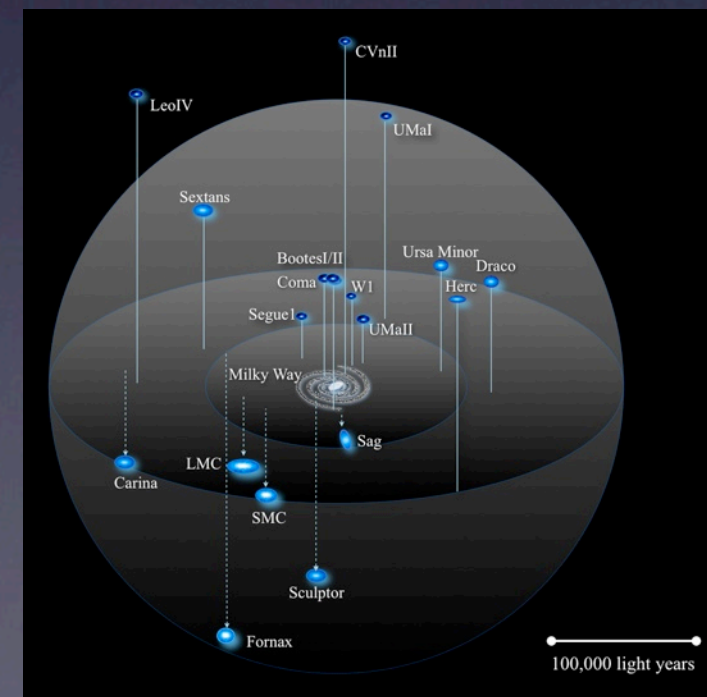 CVnII
LeoIV
UMaI
Sextans
Ursa Minor
BootesI/II
Draco
Coma
W1
Herc
Segue1
UMaII
Milky Way
Sag
LMC
Carina
SMC
Sculptor
Fornax
100,000 light years